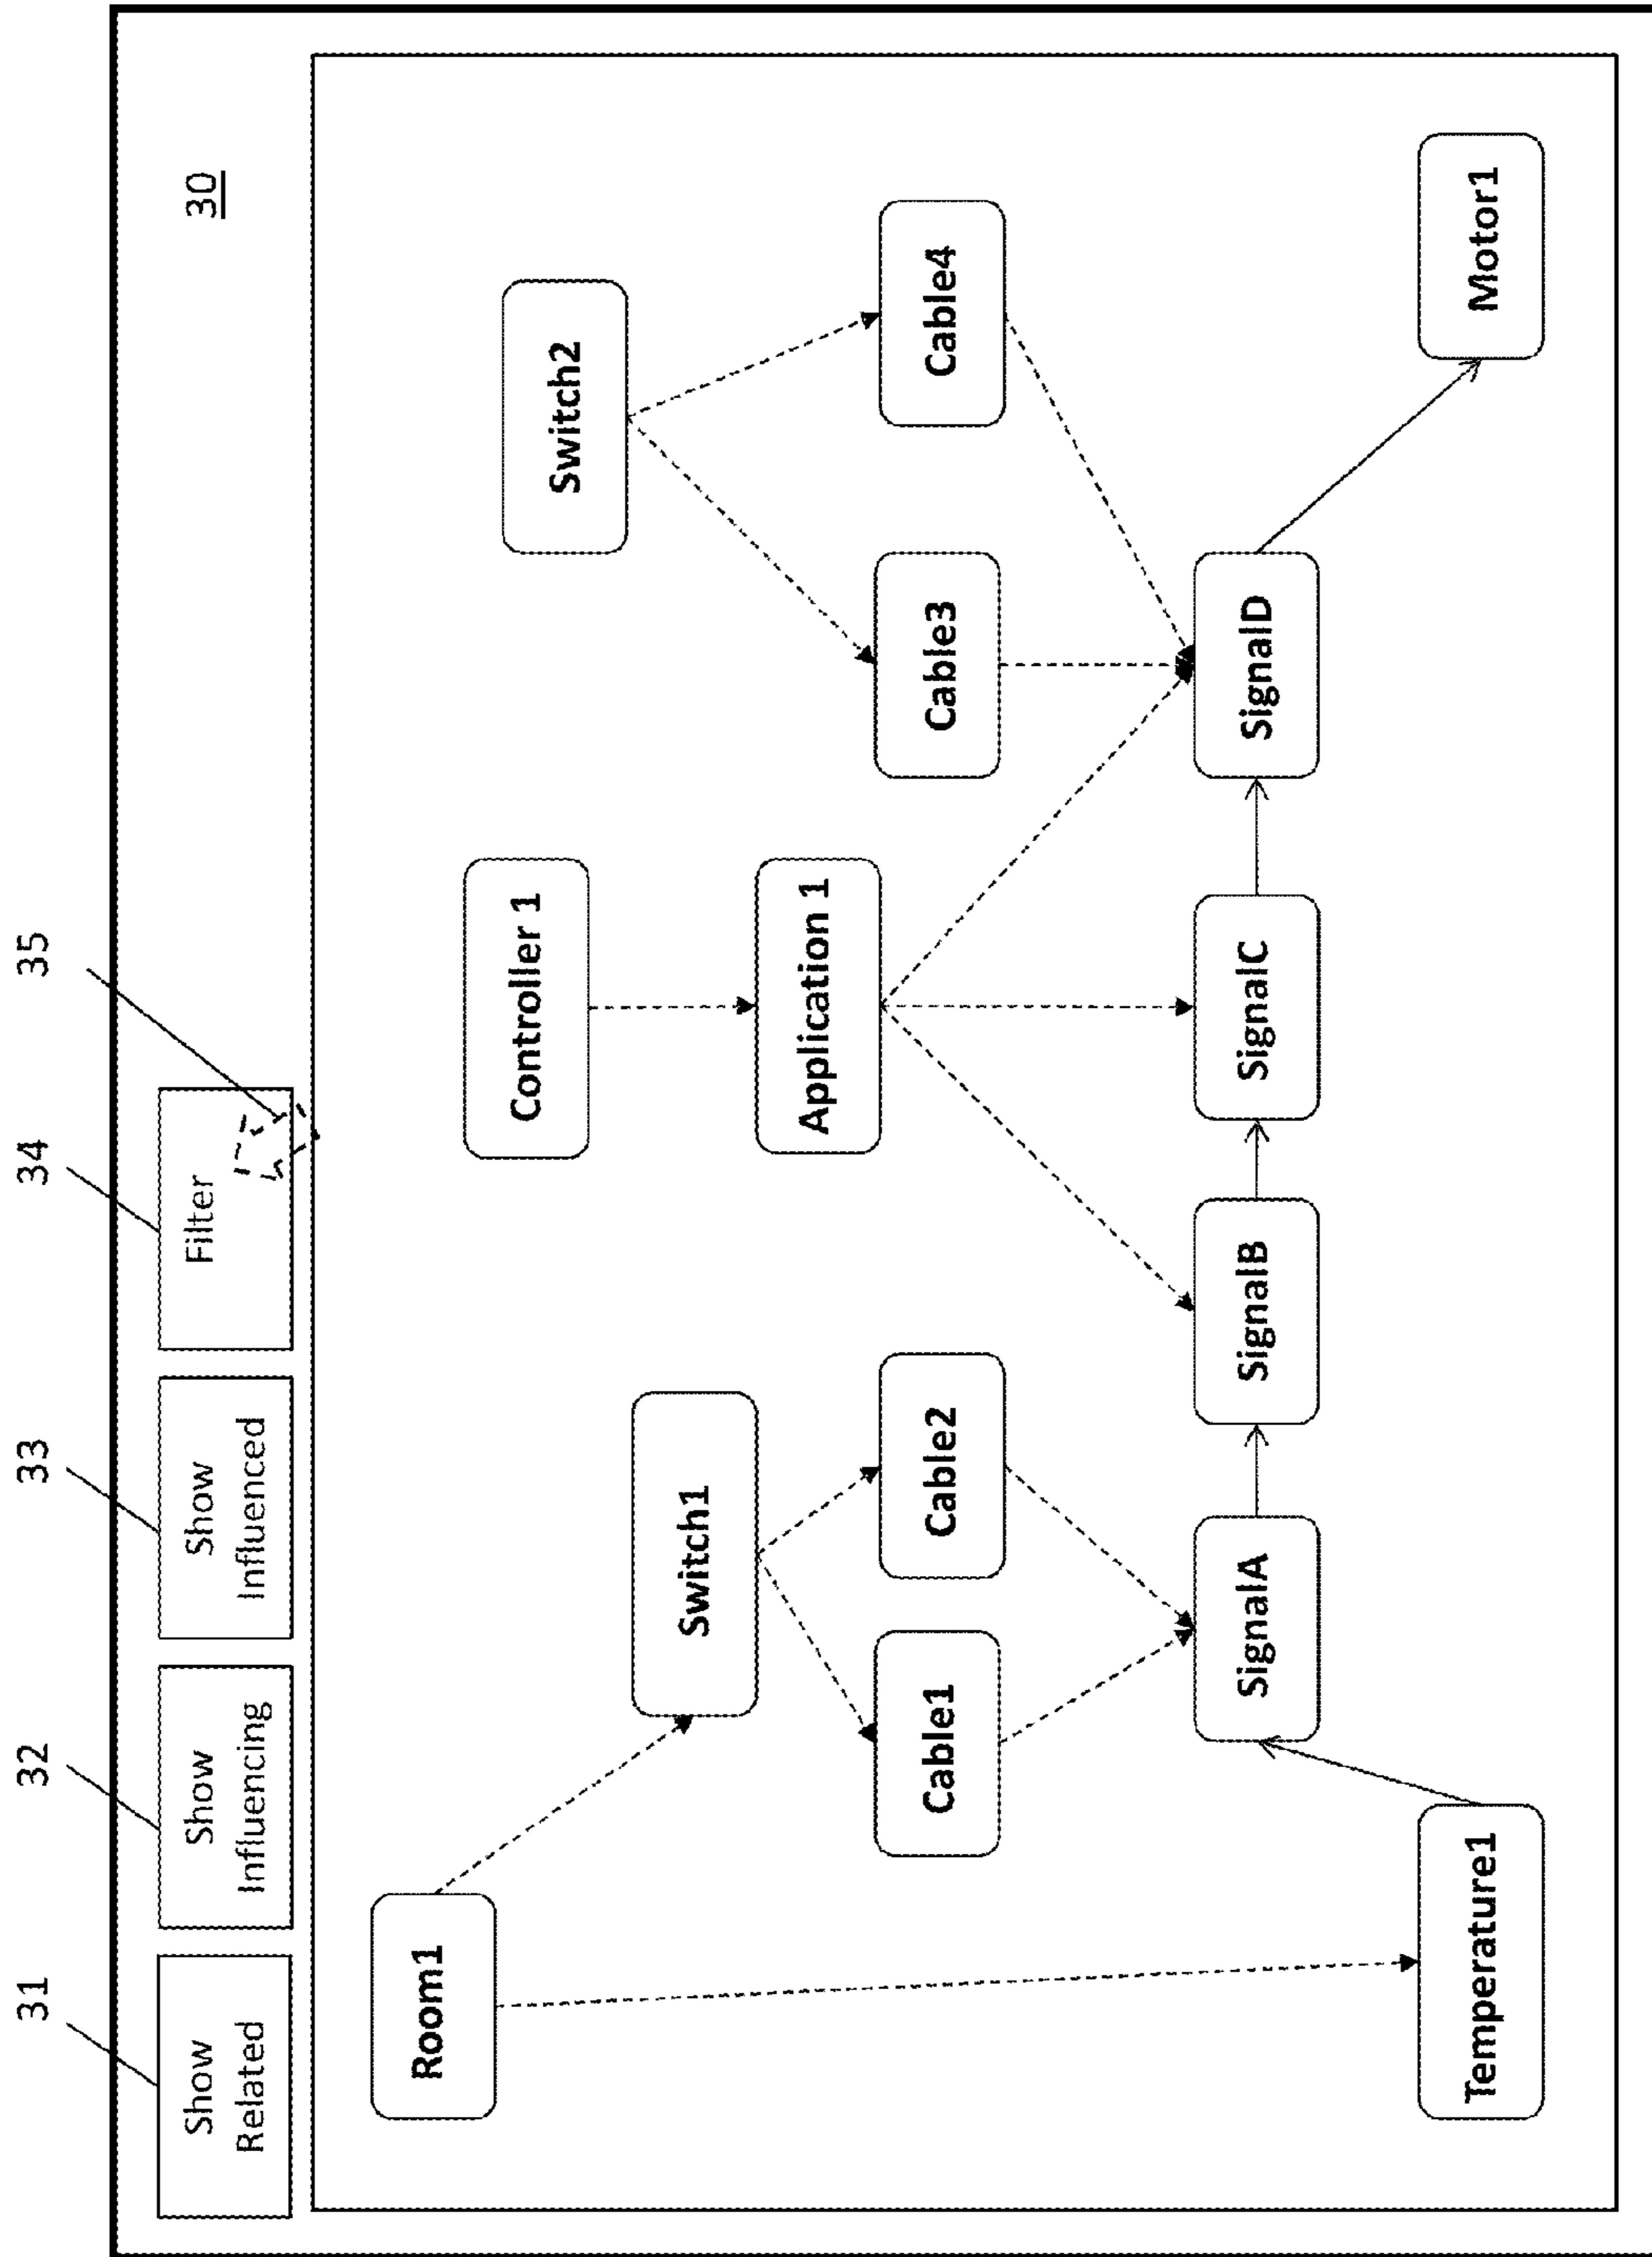 31
32
33
34
35
30
Show
Related
Show
Influencing
Show
Influenced
Filter
Room1
Controller 1
Switch2
Switch1
Application 1
Cable1
Cable2
Cable3
Cable4
SignalA
SignalB
SignalC
SignalD
Temperature1
Motor1